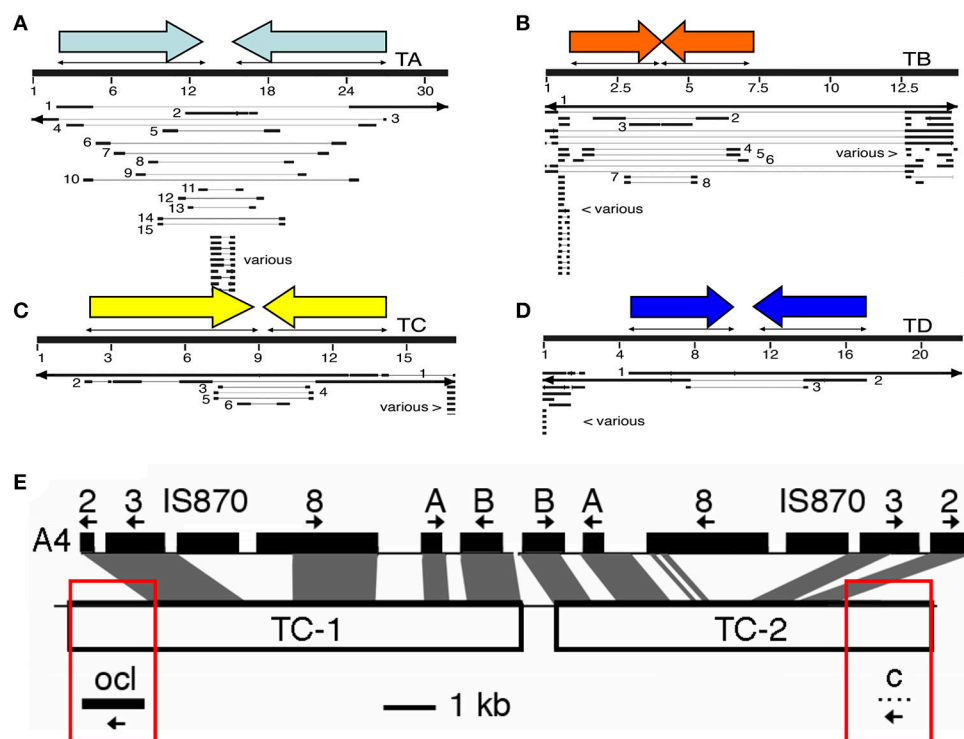 A
TA
1 6 12 18 24 30
1
2
3
4
5
6
7
8
9
10
11
12
13
14
15
various
B
TB
1 2.5 5 7.5 10 12.5
1
2
3
4
5
6
various >
7
8
< various
C
TC
1 3 6 9 12 15
1
2
3
4
5
6
various >
D
TD
1 4 8 12 16 20
1
2
3
< various
E
2 3 IS870 8 A B B A 8 IS870 3 2
A4
TC-1 TC-2
ocl c
1 kb